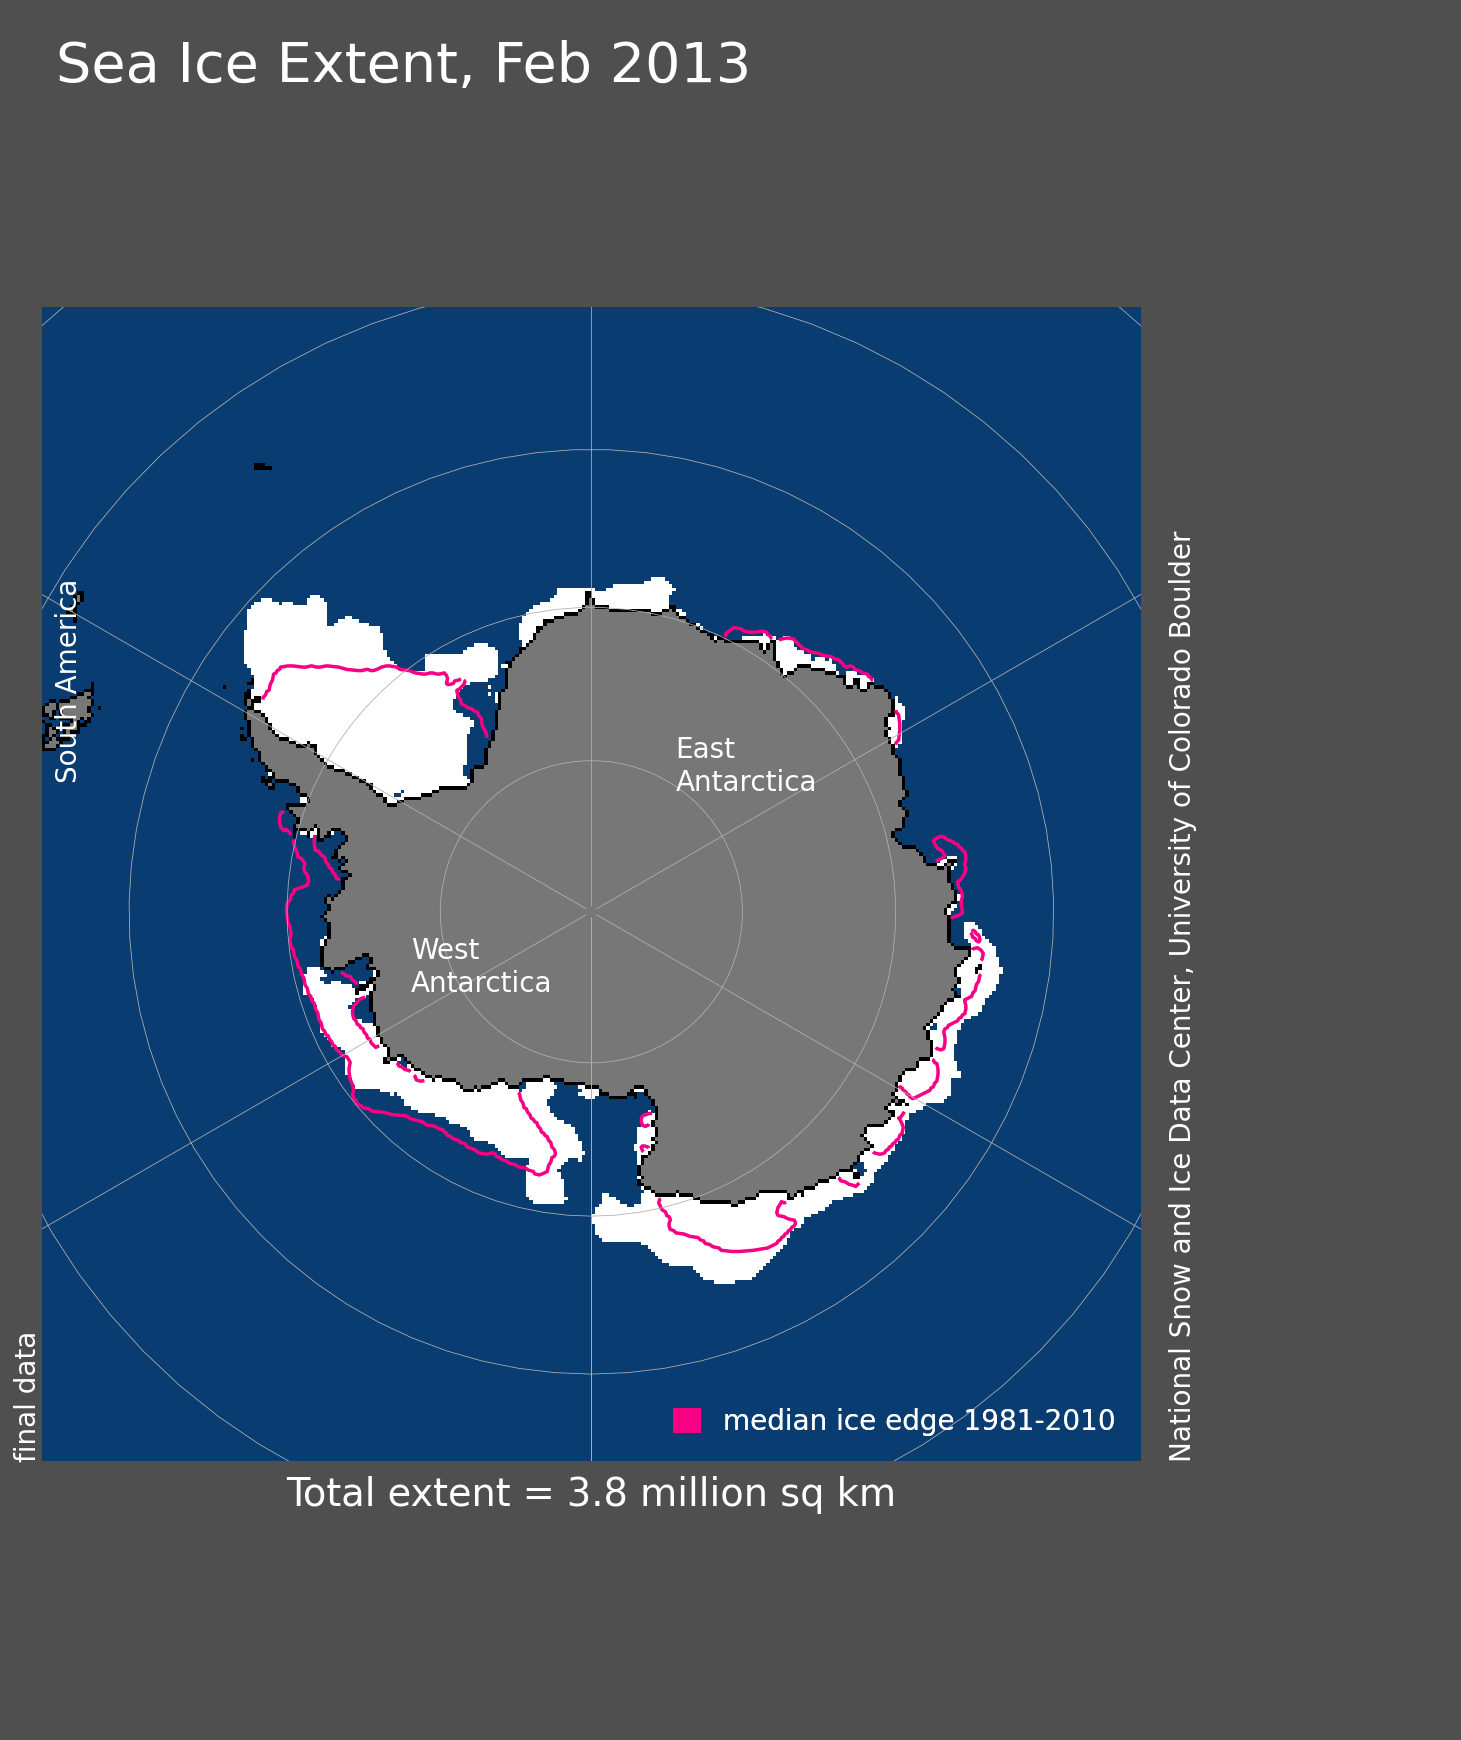 Sea Ice Extent, Feb 2013
South America
East
Antarctica
West
Antarctica
median ice edge 1981-2010
final data
National Snow and Ice Data Center, University of Colorado Boulder
Total extent = 3.8 million sq km